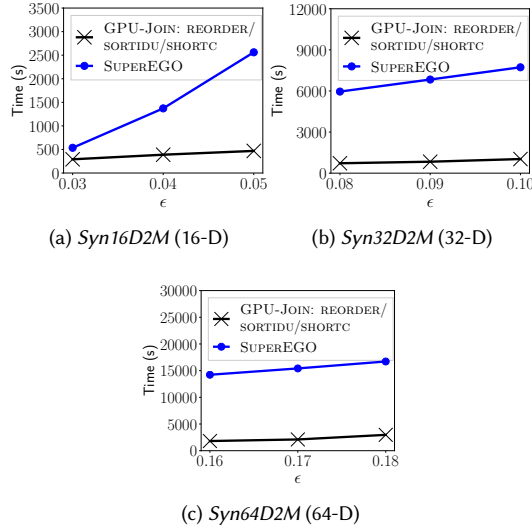 3500
3000
2500
2000
1500
1000
500
0
Time (s)
GPU-Join: reorder/
sortidu/shortc
SuperEGO
0.03 0.04 0.05
ϵ
(a) Syn16D2M (16-D)
12000
9000
6000
3000
0
Time (s)
GPU-Join: reorder/
sortidu/shortc
SuperEGO
0.08 0.09 0.10
ϵ
(b) Syn32D2M (32-D)
30000
25000
20000
15000
10000
5000
0
Time (s)
GPU-Join: reorder/
sortidu/shortc
SuperEGO
0.16 0.17 0.18
ϵ
(c) Syn64D2M (64-D)